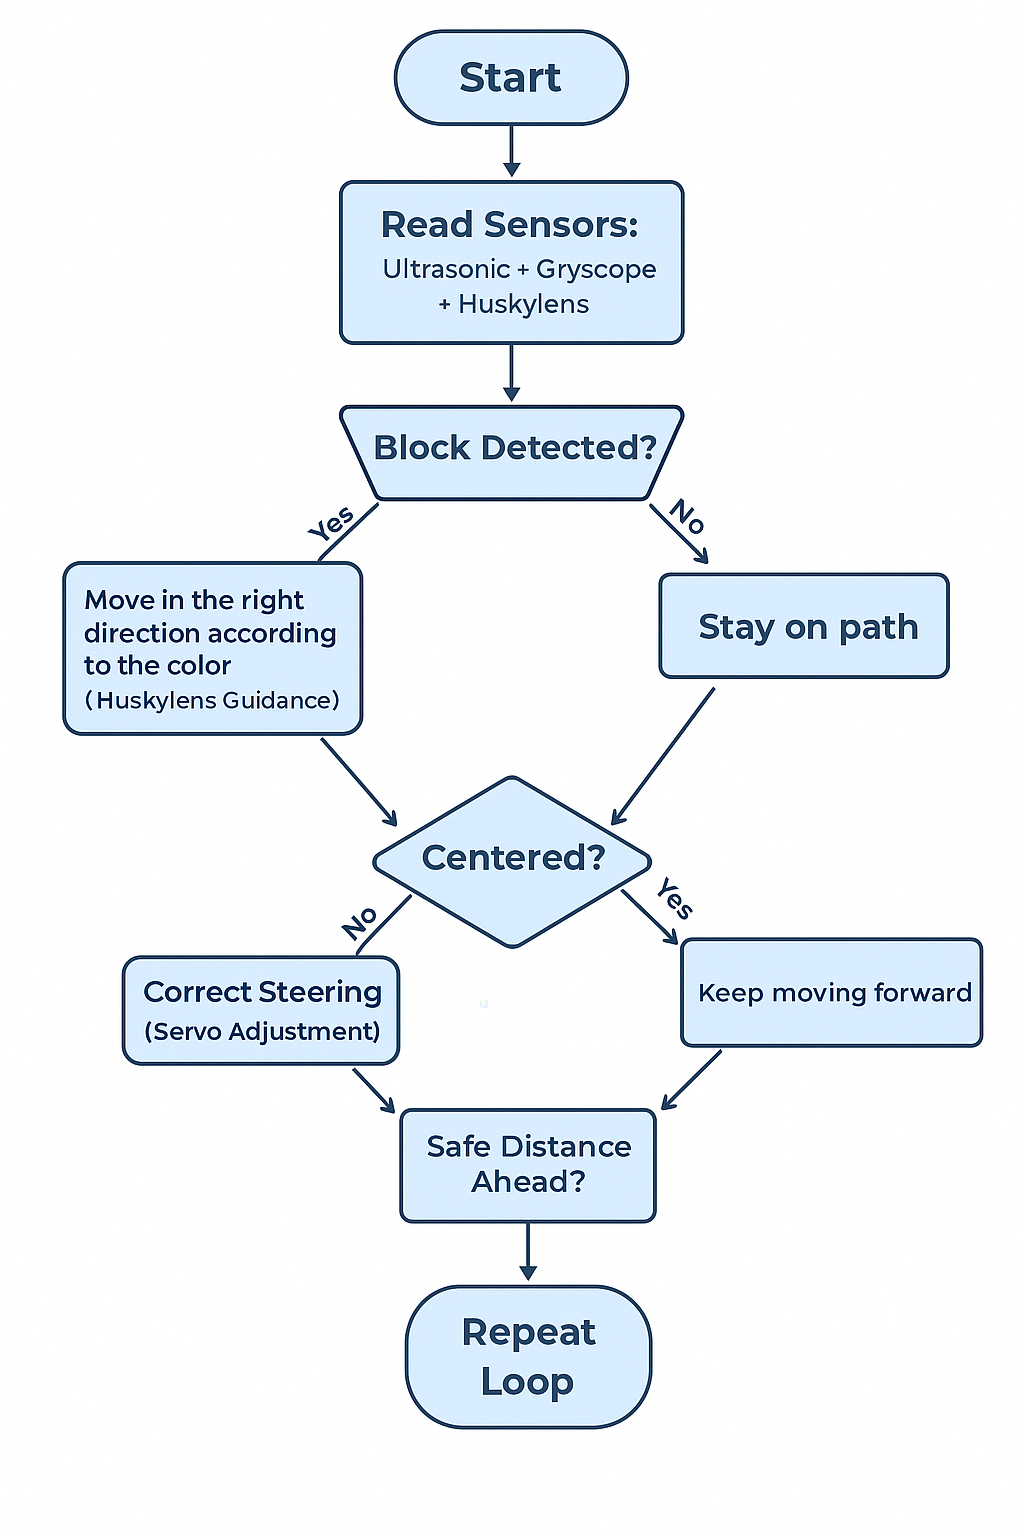 Start
Read Sensors:
Ultrasonic + Gryscope
+ Huskylens
Block Detected?
Yes
No
Move in the right
direction according
to the color
(Huskylens Guidance)
Stay on path
Centered?
No
Yes
Correct Steering
(Servo Adjustment)
Keep moving forward
Safe Distance
Ahead?
Repeat
Loop